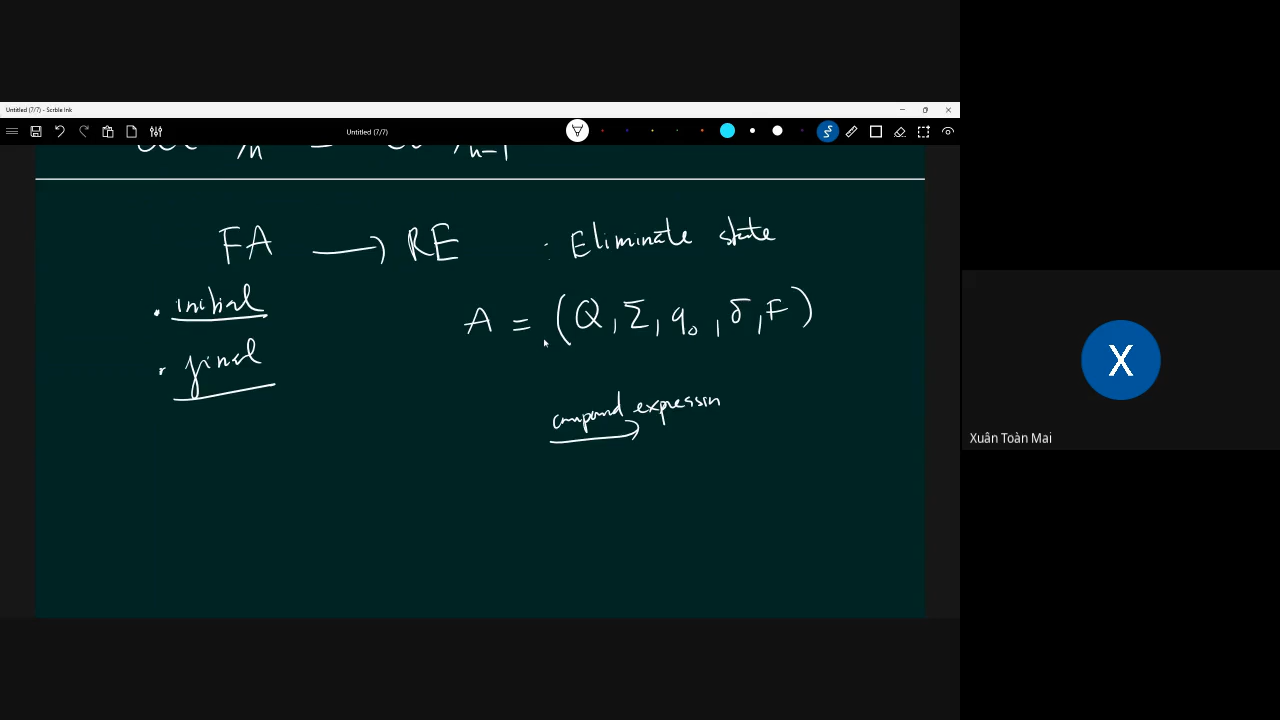 Untitled (7/7) - Scrble Ink
Untitled (7/7)
FA → RE : Eliminate state
• initial
A = (Q, Σ, q₀, δ, F)
• final
compound expression
X
Xuân Toàn Mai